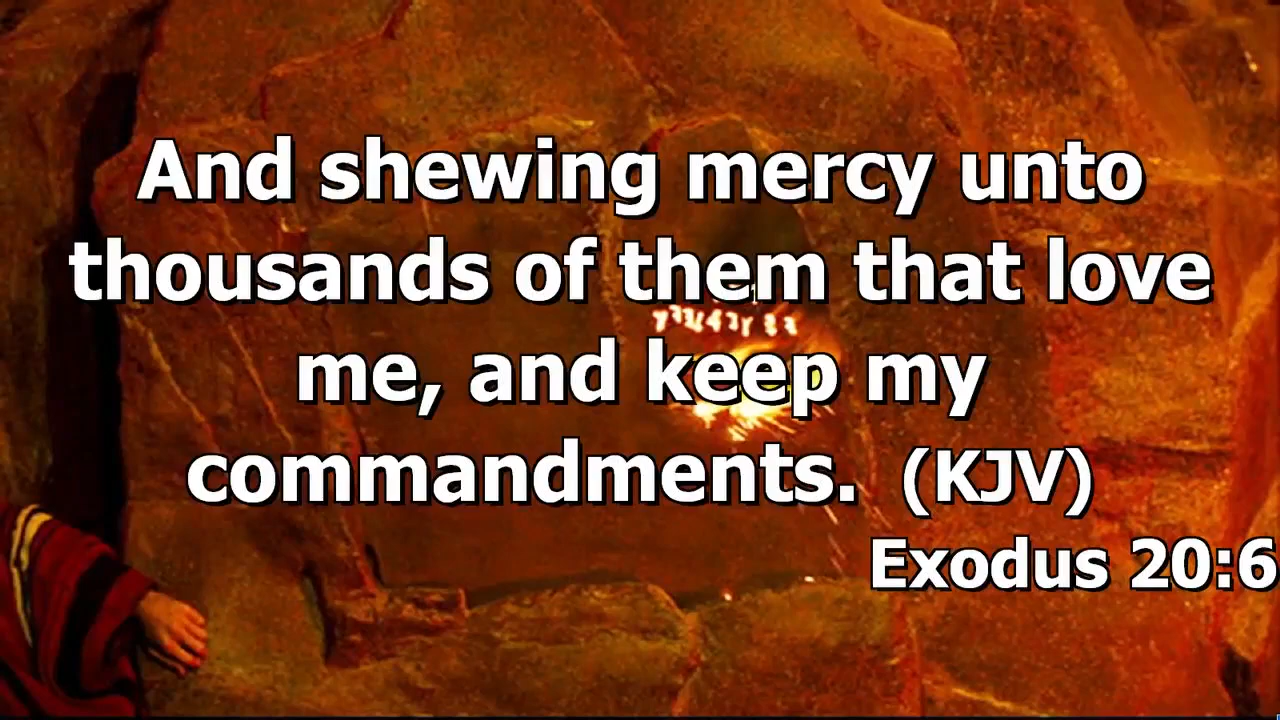 And shewing mercy unto
thousands of them that love
me, and keep my
commandments. (KJV)
Exodus 20:6